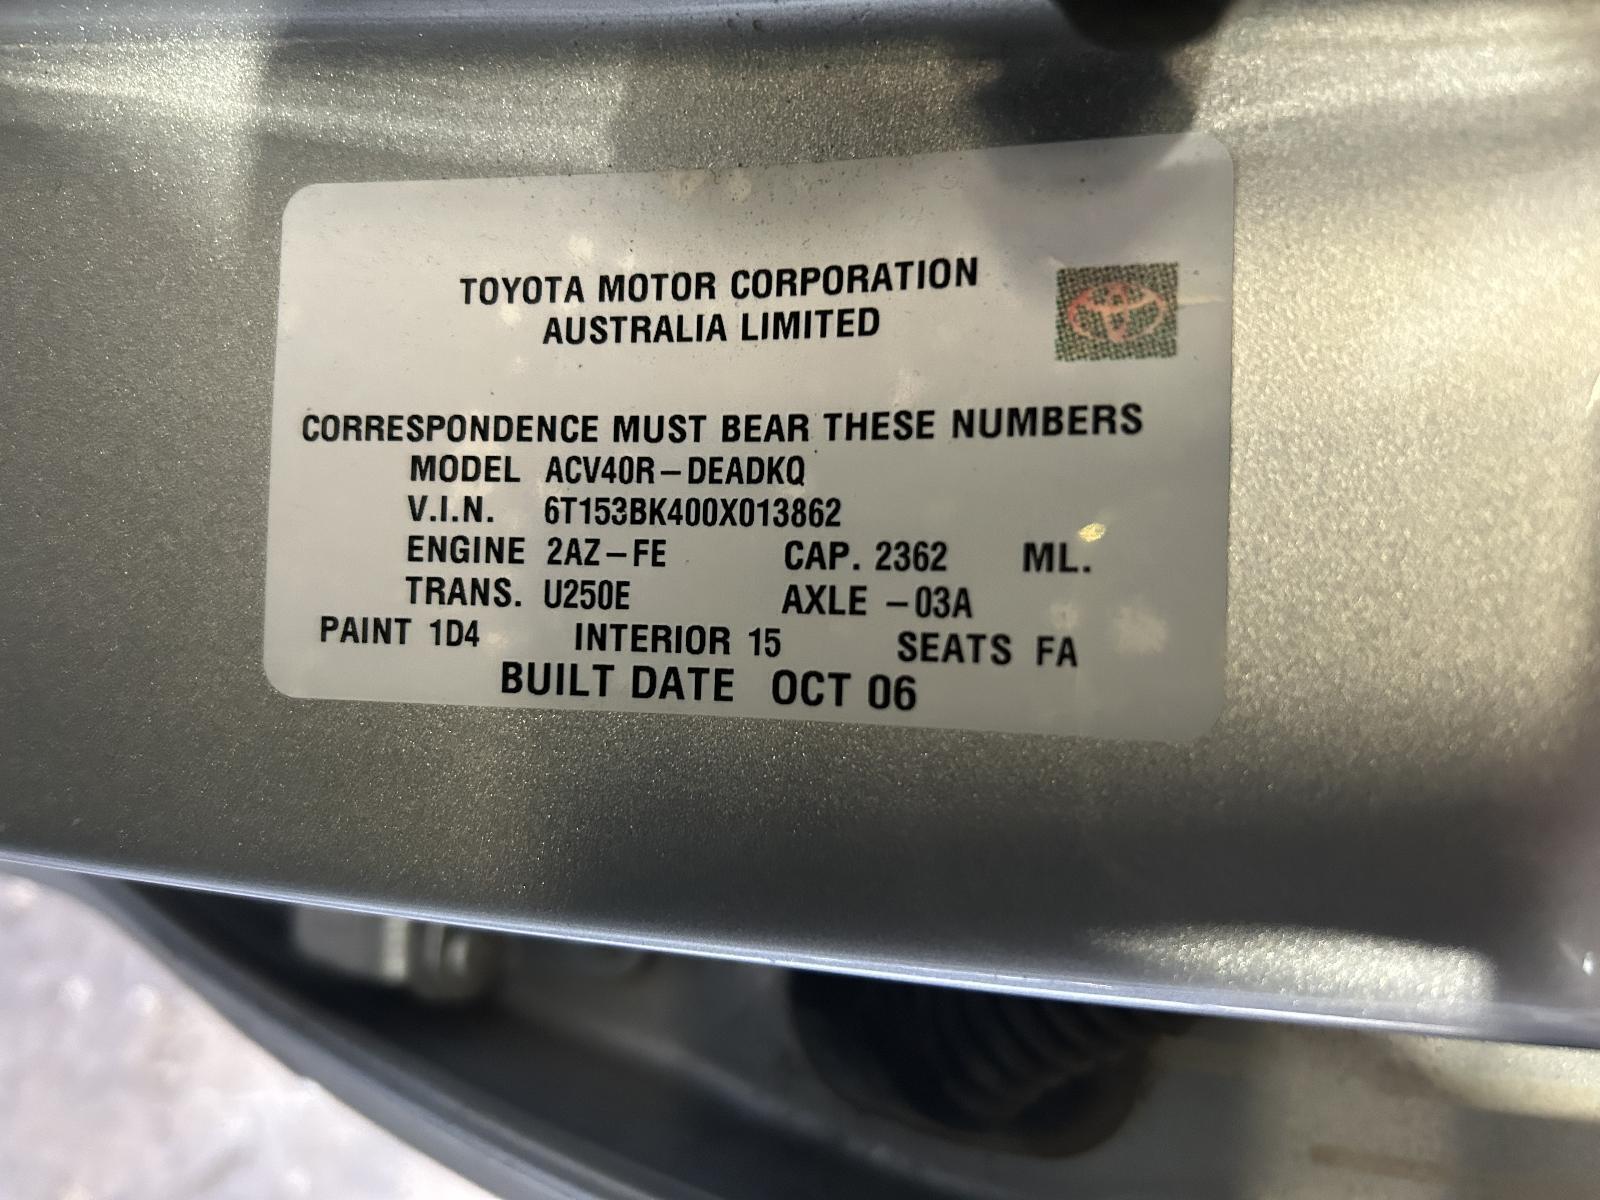 TOYOTA MOTOR CORPORATION
AUSTRALIA LIMITED
CORRESPONDENCE MUST BEAR THESE NUMBERS
MODEL ACV40R-DEADKQ
V.I.N. 6T153BK400X013862
ENGINE 2AZ-FE CAP. 2362 ML.
TRANS. U250E AXLE -03A
PAINT 1D4 INTERIOR 15 SEATS FA
BUILT DATE OCT 06